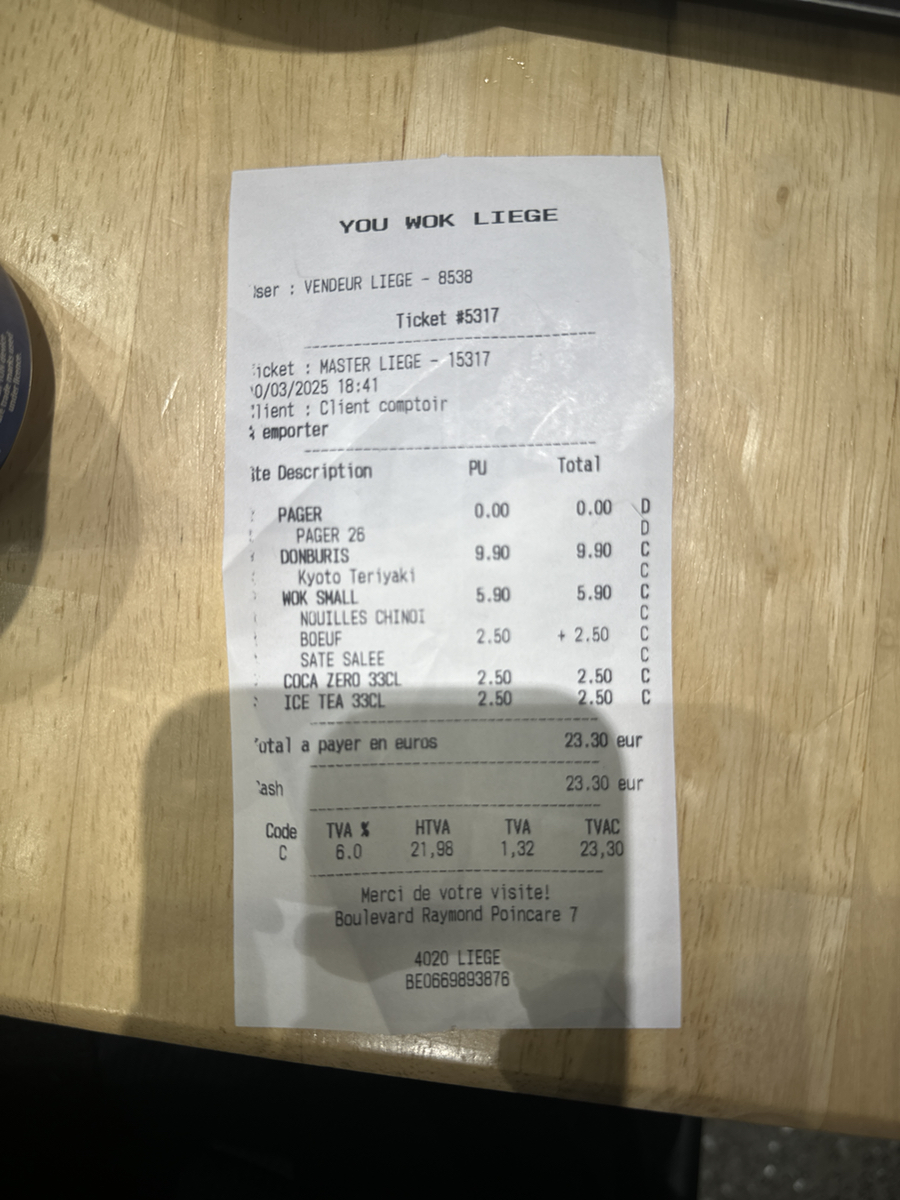 YOU WOK LIEGE
: VENDEUR LIEGE - 8538
Ticket #5317
: MASTER LIEGE - 15317
0/03/2025 18:41
: Client comptoir
emporter
Description PU Total
PAGER 0.00 0.00 D
PAGER 26 D
DONBURIS 9.90 9.90 C
Kyoto Teriyaki C
WOK SMALL 5.90 5.90 C
NOUILLES CHINOI C
BOEUF 2.50 + 2.50 C
SATE SALEE C
COCA ZERO 33CL 2.50 2.50 C
ICE TEA 33CL 2.50 2.50 C
otal a payer en euros 23.30 eur
ash 23.30 eur
Code TVA % HTVA TVA TVAC
C 6.0 21,98 1,32 23,30
Merci de votre visite!
Boulevard Raymond Poincare 7
4020 LIEGE
BE0669893876